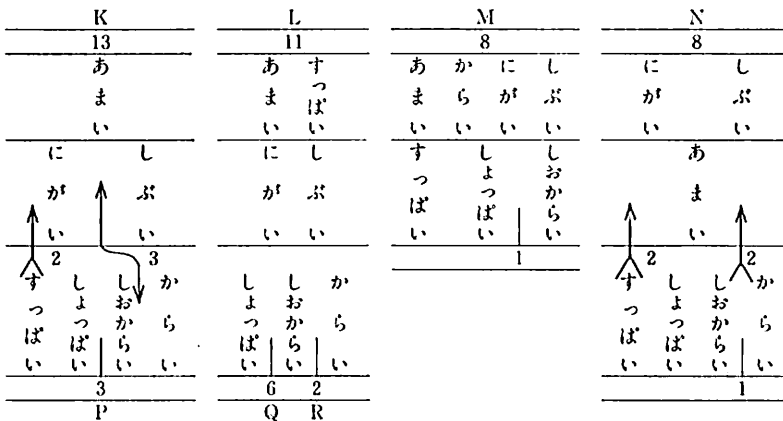 K
13
あまい
にがい
しぶい
2
3
すっぱい
しょっぱい
しおからい
からい
3
P
L
11
あまい
すっぱい
にがい
しぶい
しょっぱい
しおからい
からい
6
2
Q
R
M
8
あまい
からい
にがい
しぶい
すっぱい
しょっぱい
しおからい
1
N
8
にがい
しぶい
あまい
2
2
すっぱい
しょっぱい
しおからい
からい
1